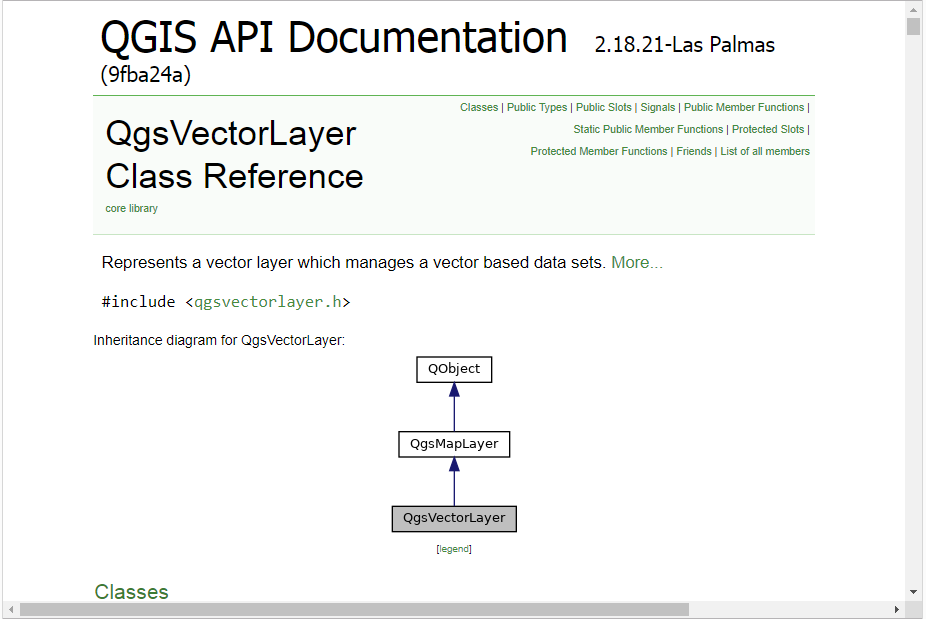 QGIS API Documentation 2.18.21-Las Palmas
(9fba24a)
Classes | Public Types | Public Slots | Signals | Public Member Functions |
Static Public Member Functions | Protected Slots |
Protected Member Functions | Friends | List of all members
QgsVectorLayer
Class Reference
core library
Represents a vector layer which manages a vector based data sets. More...
#include <qgsvectorlayer.h>
Inheritance diagram for QgsVectorLayer:
QObject
QgsMapLayer
QgsVectorLayer
[legend]
Classes